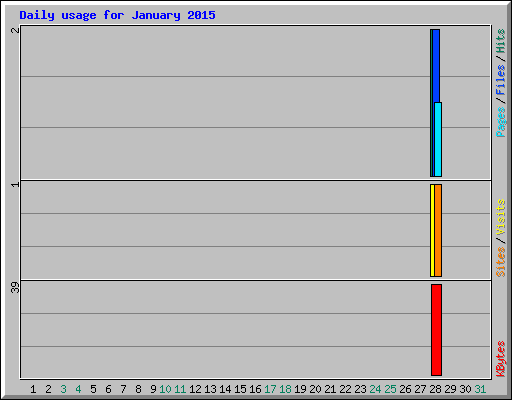 Daily usage for January 2015
2
Pages / Files / Hits
1
Sites / Visits
39
KBytes
1 2 3 4 5 6 7 8 9 10 11 12 13 14 15 16 17 18 19 20 21 22 23 24 25 26 27 28 29 30 31